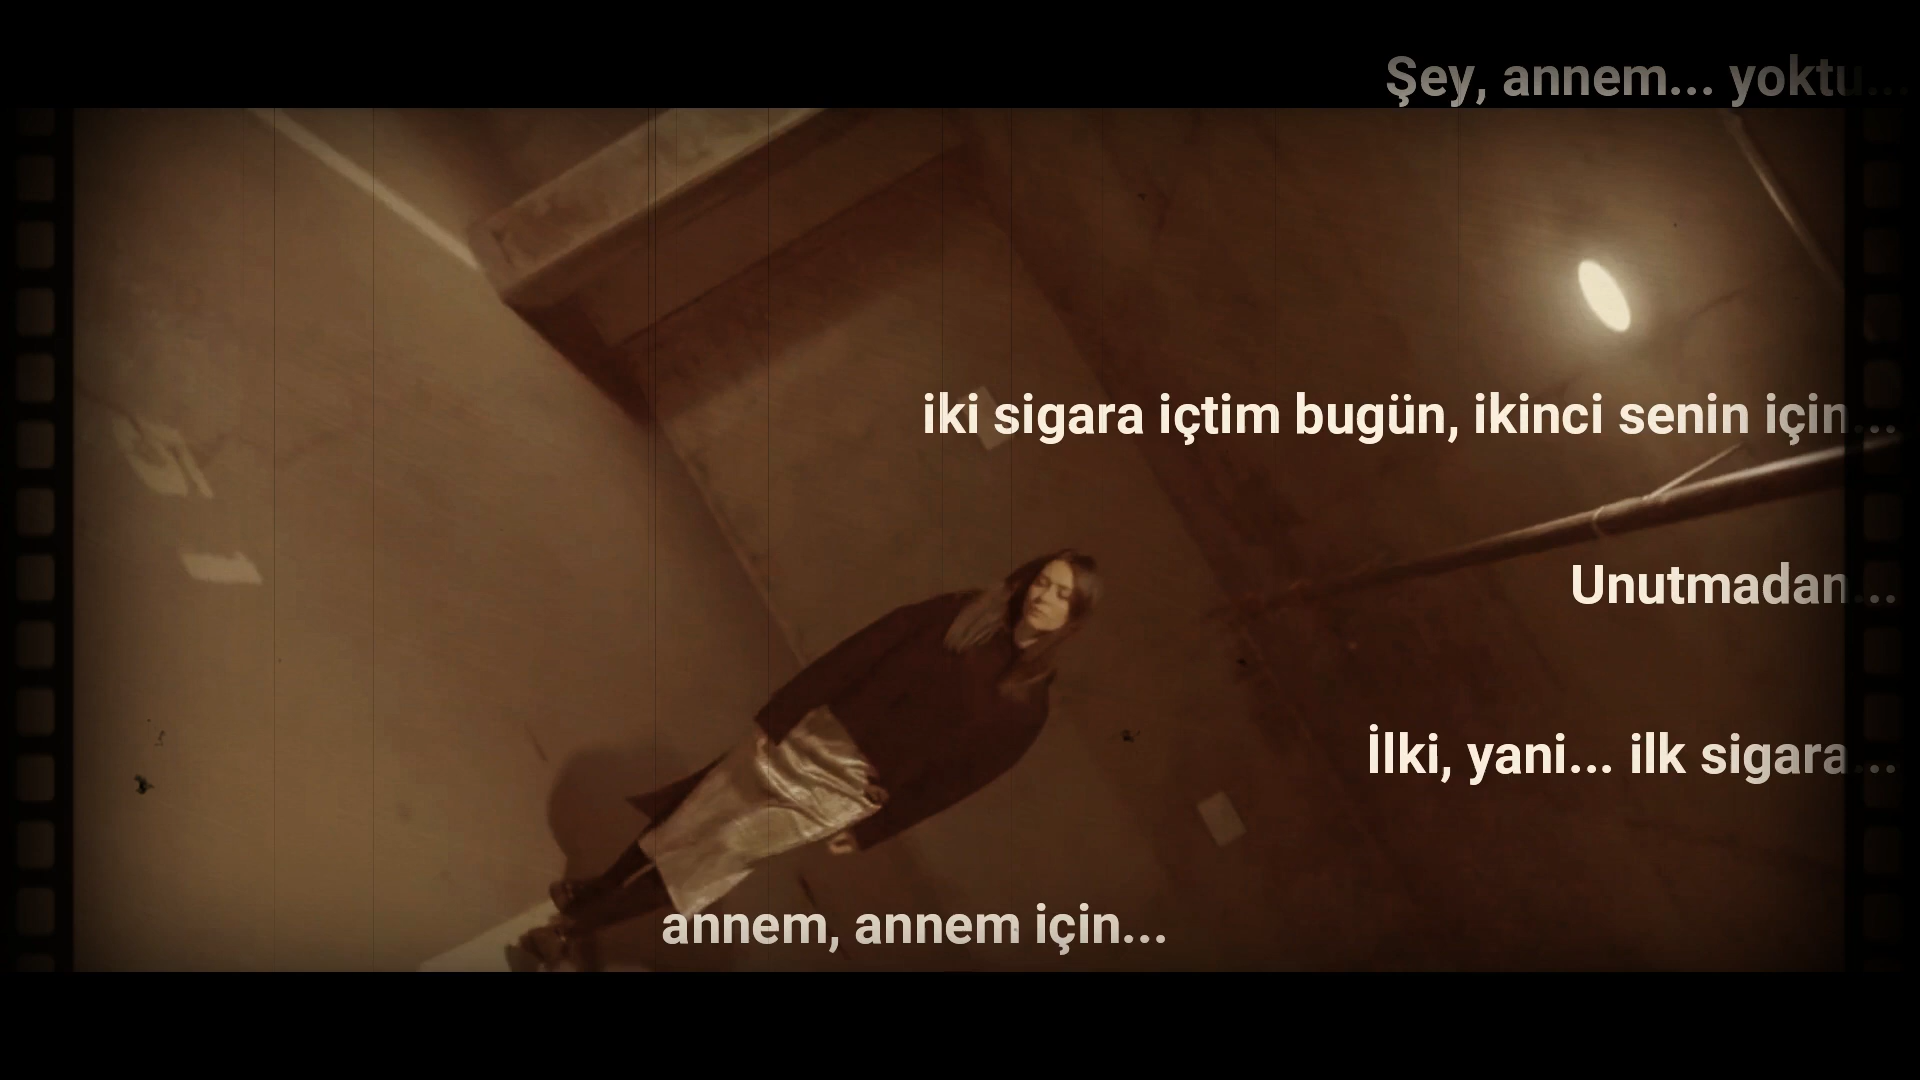 Şey, annem... yoktu...
iki sigara içtim bugün, ikinci senin için...
Unutmadan...
İlki, yani... ilk sigara...
annem, annem için...